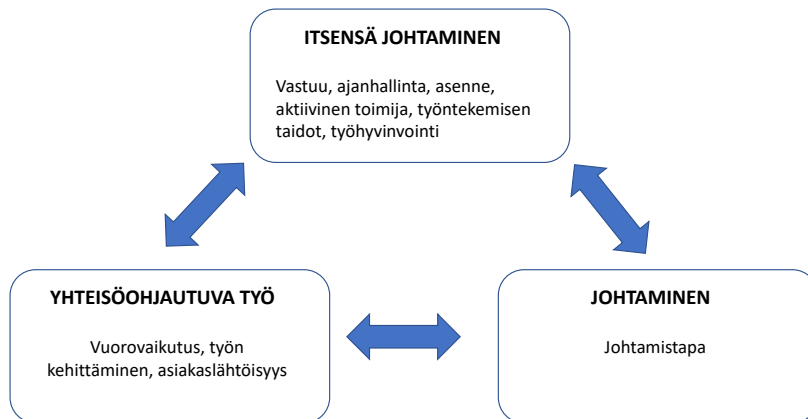 ITSENSÄ JOHTAMINEN
Vastuu, ajanhallinta, asenne,
aktiivinen toimija, työntekemisen
taidot, työhyvinvointi
YHTEISÖOHJAUTUVA TYÖ
Vuorovaikutus, työn
kehittäminen, asiakaslähtöisyys
JOHTAMINEN
Johtamistapa